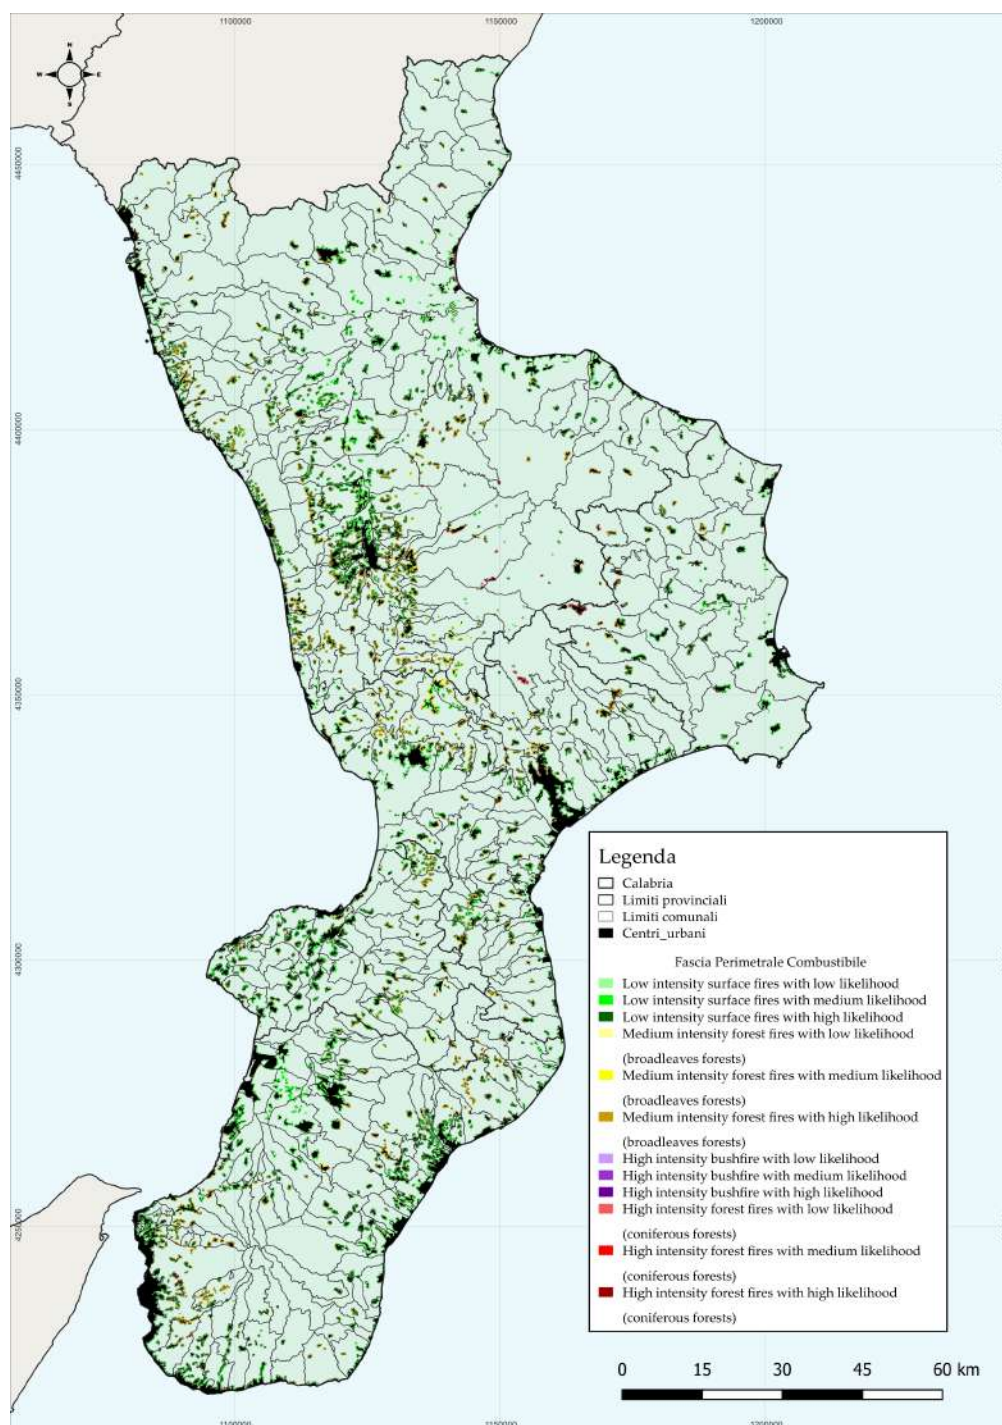 1100000 1150000 1200000
N
W E
S
4450000
4400000
4350000
4300000
4250000
Legenda
Calabria
Limiti provinciali
Limiti comunali
Centri_urbani
Fascia Perimetrale Combustibile
Low intensity surface fires with low likelihood
Low intensity surface fires with medium likelihood
Low intensity surface fires with high likelihood
Medium intensity forest fires with low likelihood
(broadleaves forests)
Medium intensity forest fires with medium likelihood
(broadleaves forests)
Medium intensity forest fires with high likelihood
(broadleaves forests)
High intensity bushfire with low likelihood
High intensity bushfire with medium likelihood
High intensity bushfire with high likelihood
High intensity forest fires with low likelihood
(coniferous forests)
High intensity forest fires with medium likelihood
(coniferous forests)
High intensity forest fires with high likelihood
(coniferous forests)
0 15 30 45 60 km
1100000 1150000 1200000